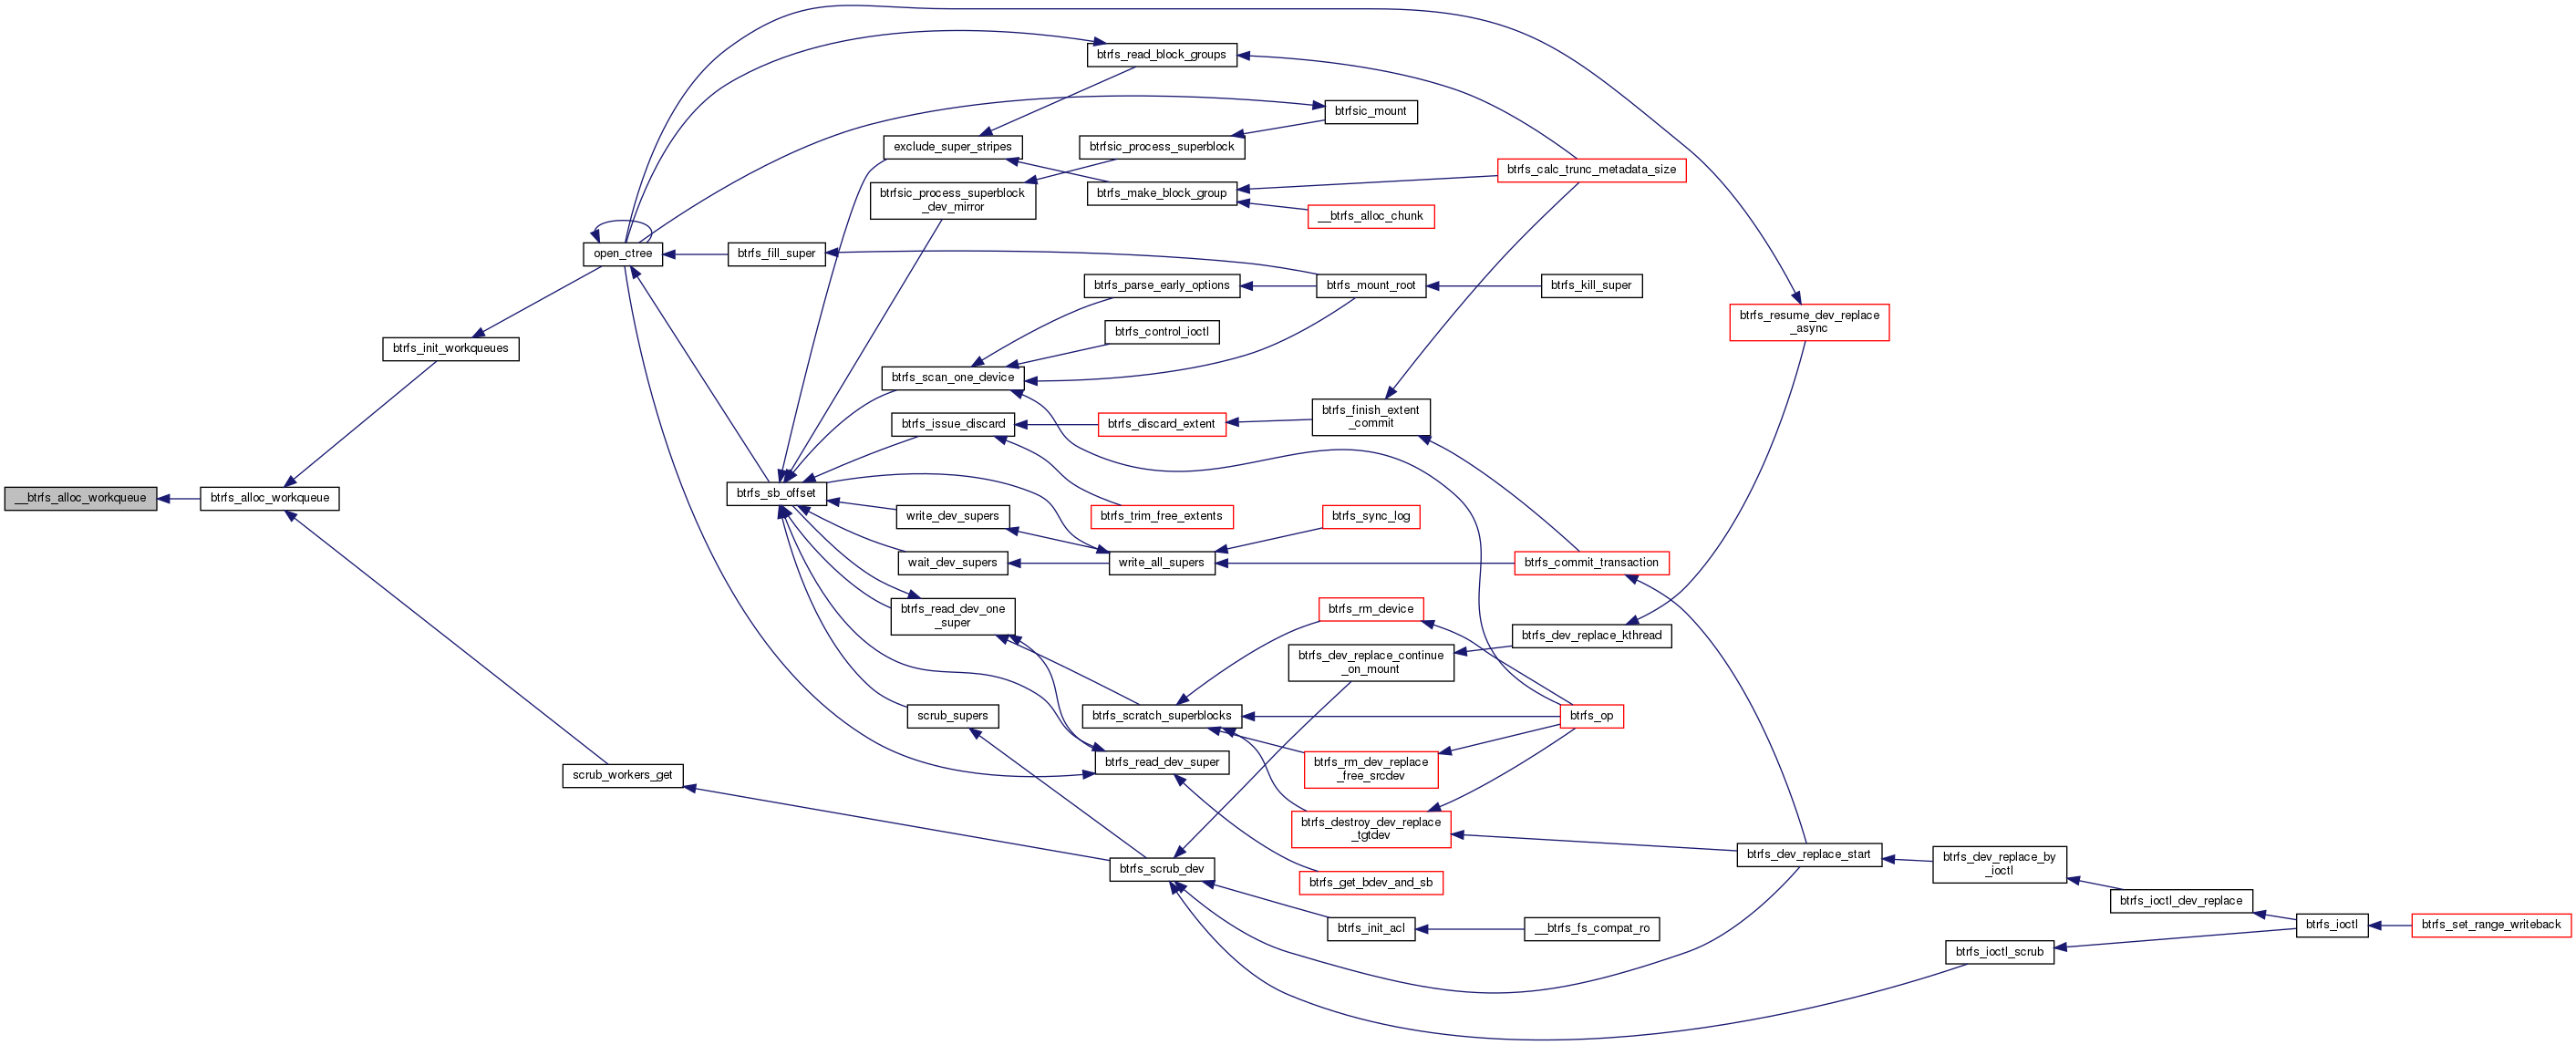 __btrfs_alloc_workqueue
btrfs_alloc_workqueue
btrfs_init_workqueues
scrub_workers_get
open_ctree
btrfs_fill_super
btrfs_sb_offset
exclude_super_stripes
btrfsic_process_superblock
_dev_mirror
btrfs_scan_one_device
btrfs_issue_discard
write_dev_supers
wait_dev_supers
btrfs_read_dev_one
_super
scrub_supers
btrfs_read_block_groups
btrfsic_process_superblock
btrfs_make_block_group
btrfs_parse_early_options
btrfs_control_ioctl
btrfs_discard_extent
btrfs_trim_free_extents
write_all_supers
btrfs_scratch_superblocks
btrfs_read_dev_super
btrfs_scrub_dev
btrfsic_mount
__btrfs_alloc_chunk
btrfs_mount_root
btrfs_finish_extent
_commit
btrfs_sync_log
btrfs_rm_device
btrfs_dev_replace_continue
_on_mount
btrfs_rm_dev_replace
_free_srcdev
btrfs_destroy_dev_replace
_tgtdev
btrfs_get_bdev_and_sb
btrfs_init_acl
btrfs_calc_trunc_metadata_size
btrfs_kill_super
btrfs_commit_transaction
btrfs_dev_replace_kthread
btrfs_op
__btrfs_fs_compat_ro
btrfs_resume_dev_replace
_async
btrfs_dev_replace_start
btrfs_dev_replace_by
_ioctl
btrfs_ioctl_scrub
btrfs_ioctl_dev_replace
btrfs_ioctl
btrfs_set_range_writeback